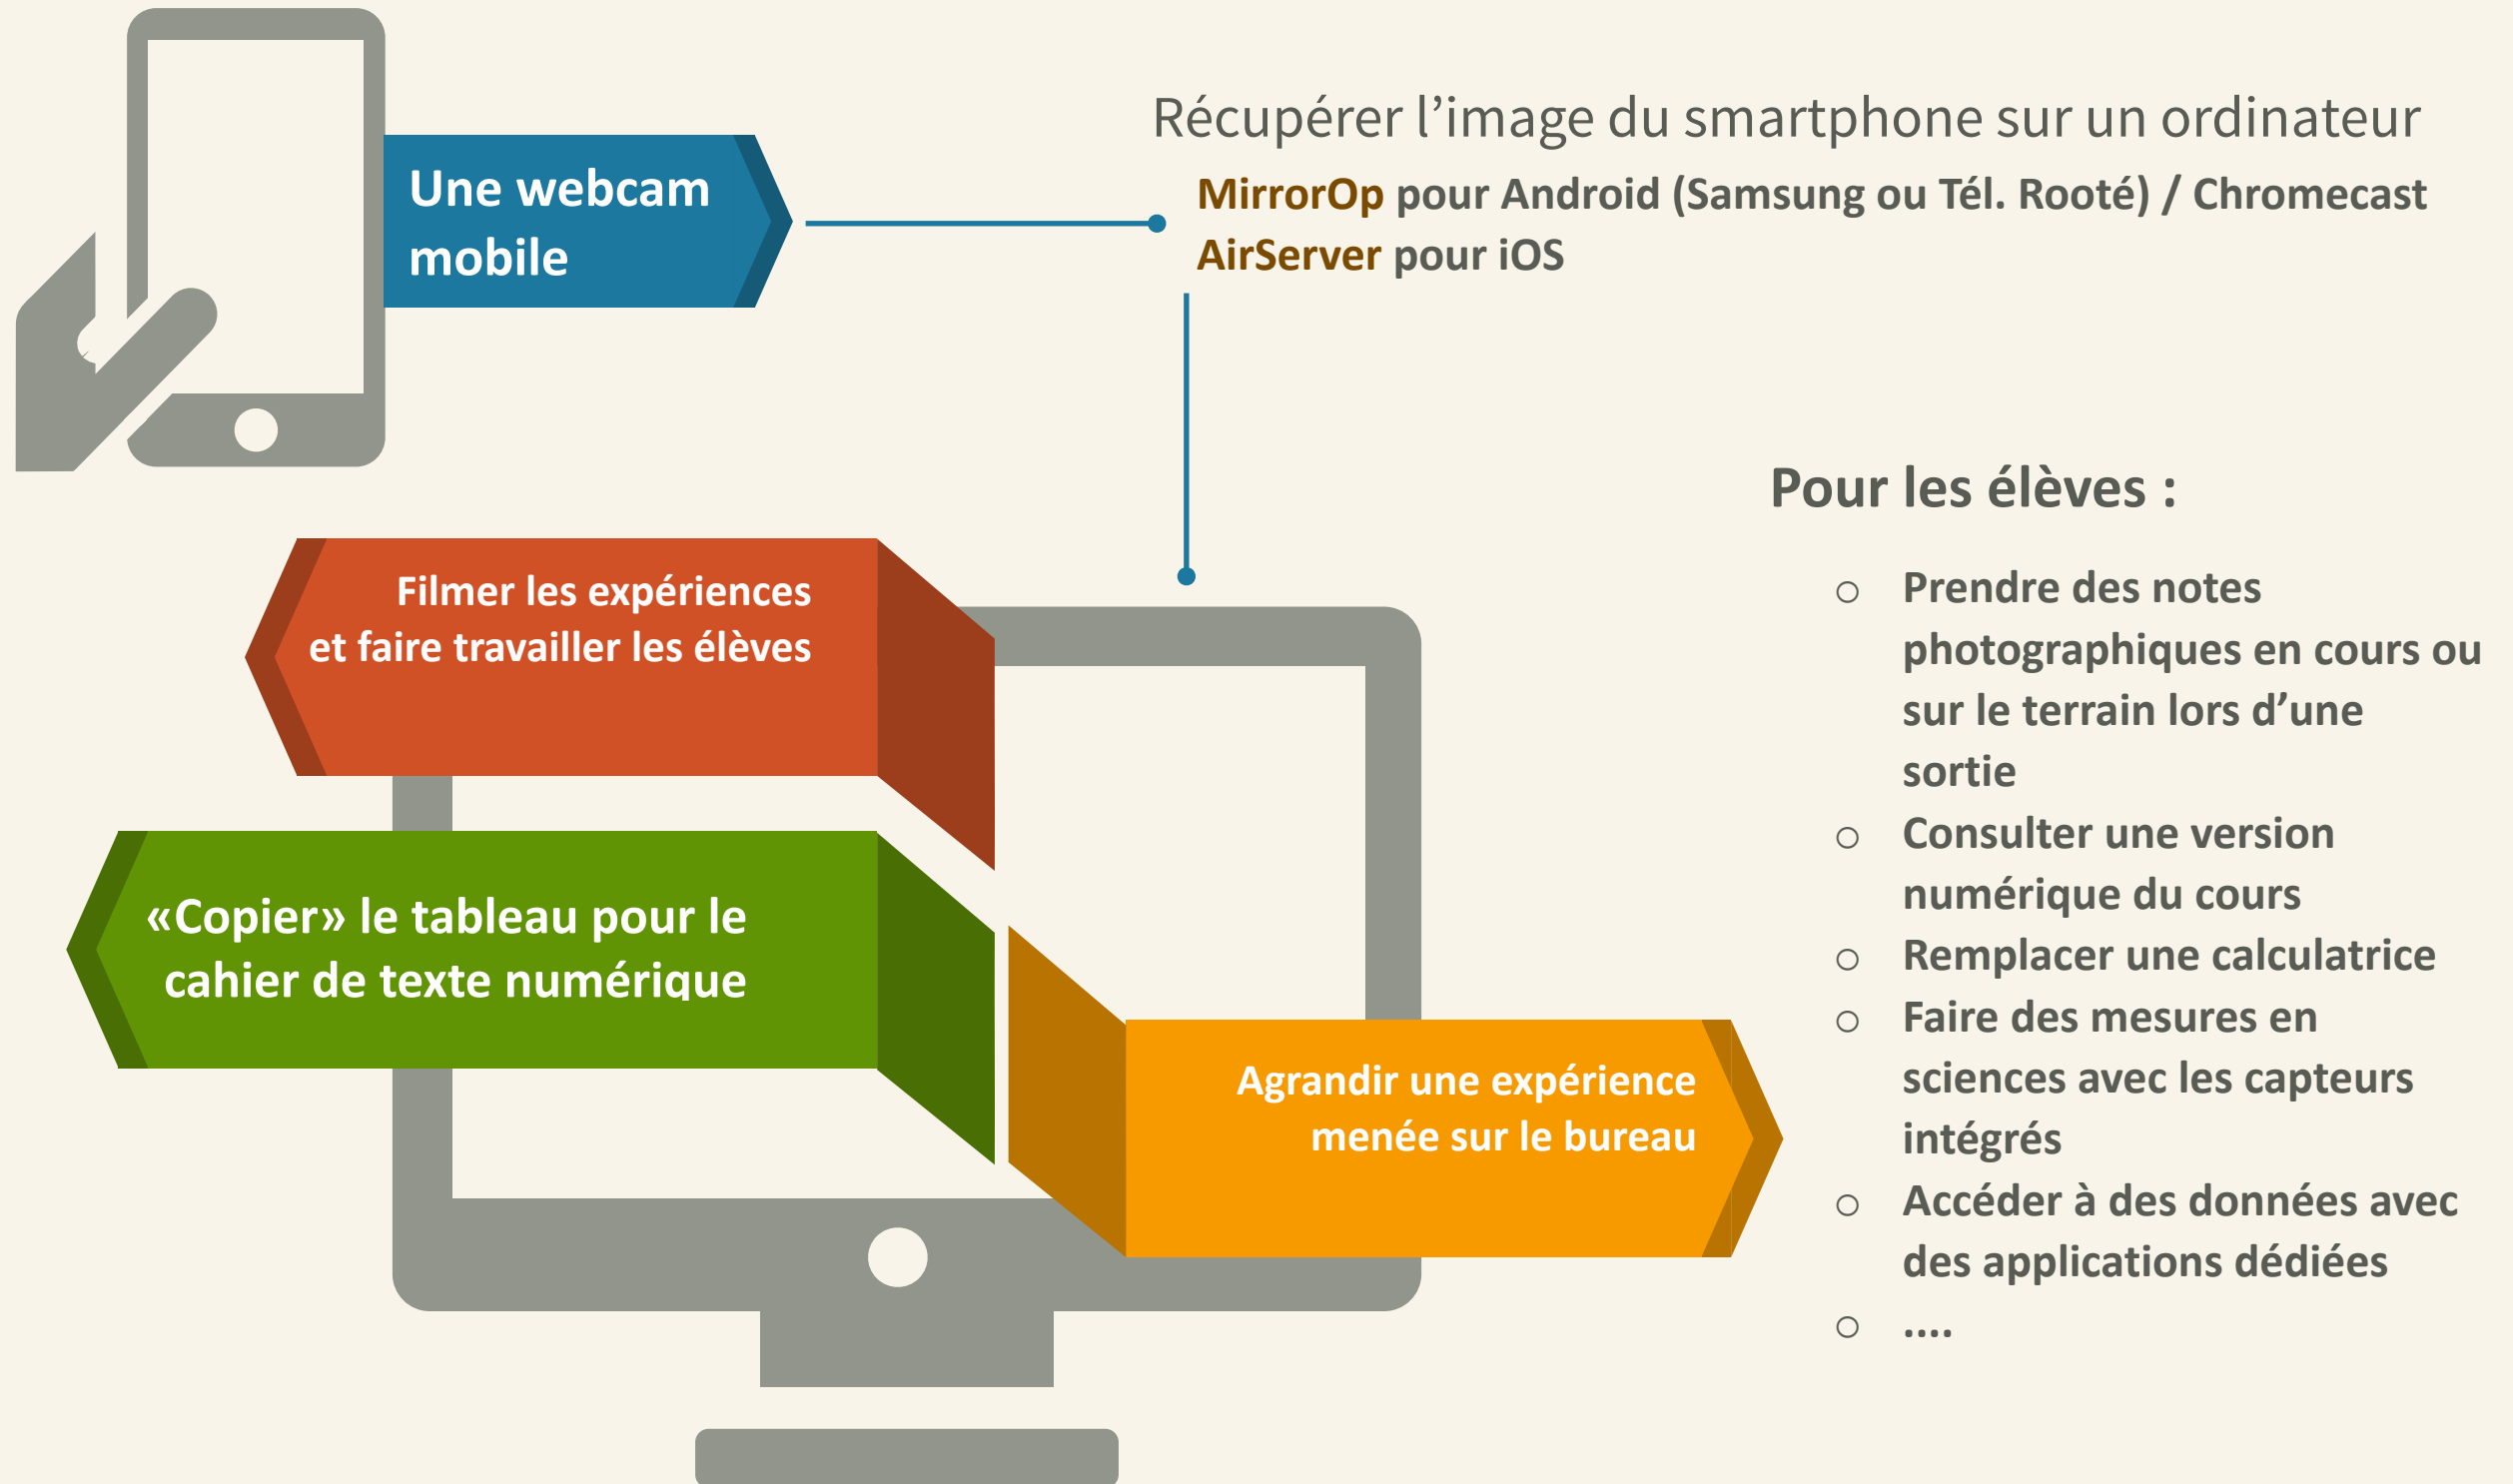 Une webcam
mobile
Récupérer l’image du smartphone sur un ordinateur
MirrorOp pour Android (Samsung ou Tél. Rooté) / Chromecast
AirServer pour iOS
Filmer les expériences
et faire travailler les élèves
«Copier» le tableau pour le
cahier de texte numérique
Agrandir une expérience
menée sur le bureau
Pour les élèves :
o Prendre des notes
photographiques en cours ou
sur le terrain lors d’une
sortie
o Consulter une version
numérique du cours
o Remplacer une calculatrice
o Faire des mesures en
sciences avec les capteurs
intégrés
o Accéder à des données avec
des applications dédiées
o ....